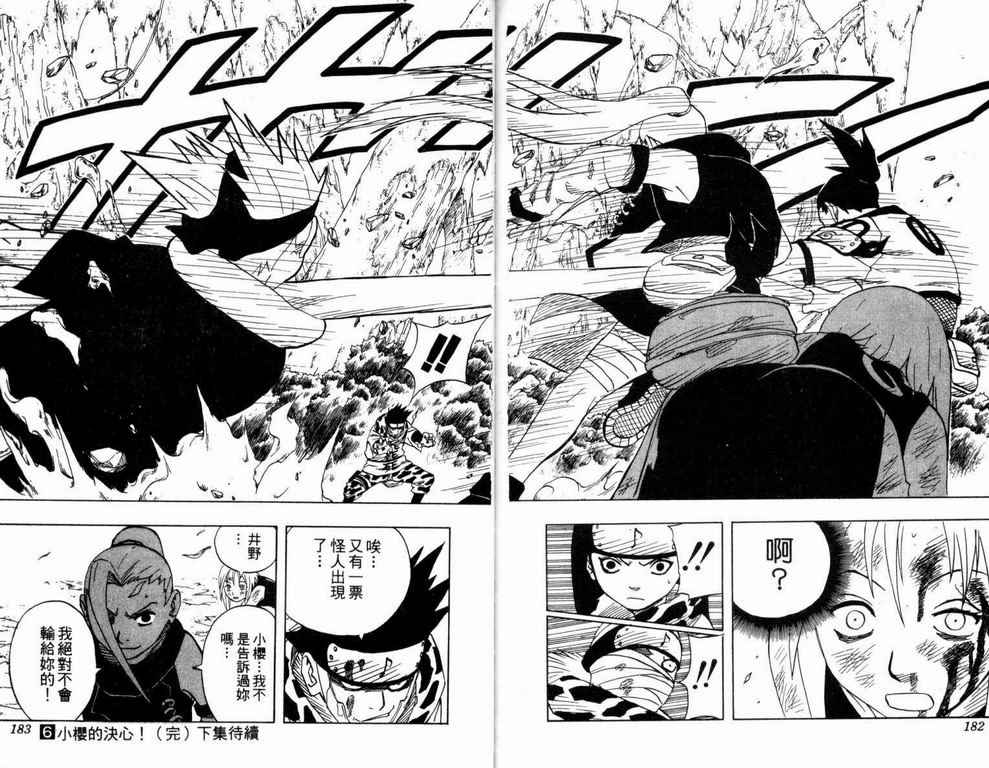 啊?
!!
!!
182
!!
唉…
又有一票
怪人出現
了…
井野
…
小櫻…我不
是告訴過妳
嗎…
我絕對不會
輸給妳的!
183 6 小櫻的決心!(完)下集待續